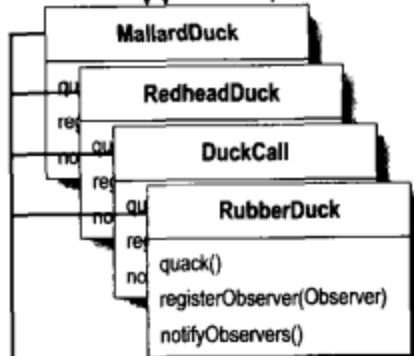 MallardDuck
RedheadDuck
DuckCall
RubberDuck
quack()
registerObserver(Observer)
notifyObservers()